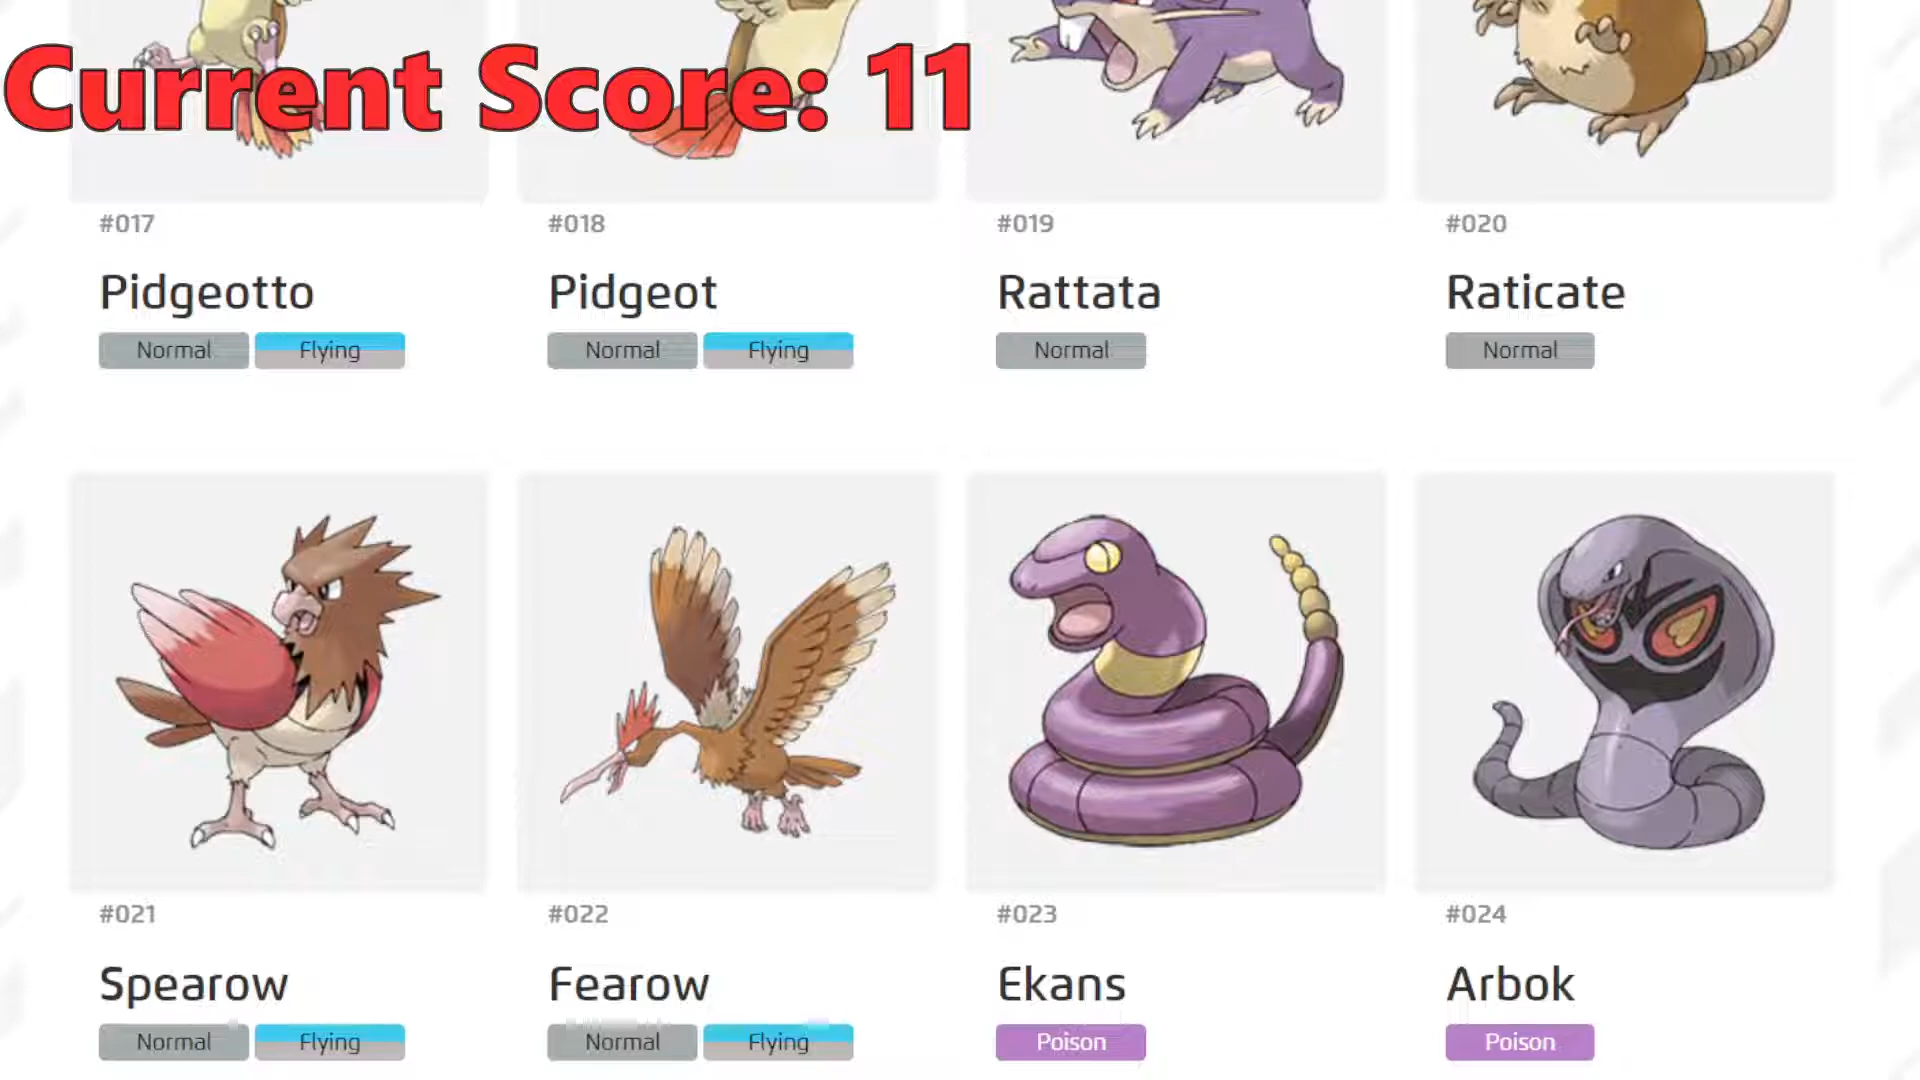 Current Score: 11
#017
#018
#019
#020
Pidgeotto
Pidgeot
Rattata
Raticate
Normal Flying
Normal Flying
Normal
Normal
#021
#022
#023
#024
Spearow
Fearow
Ekans
Arbok
Normal Flying
Normal Flying
Poison
Poison